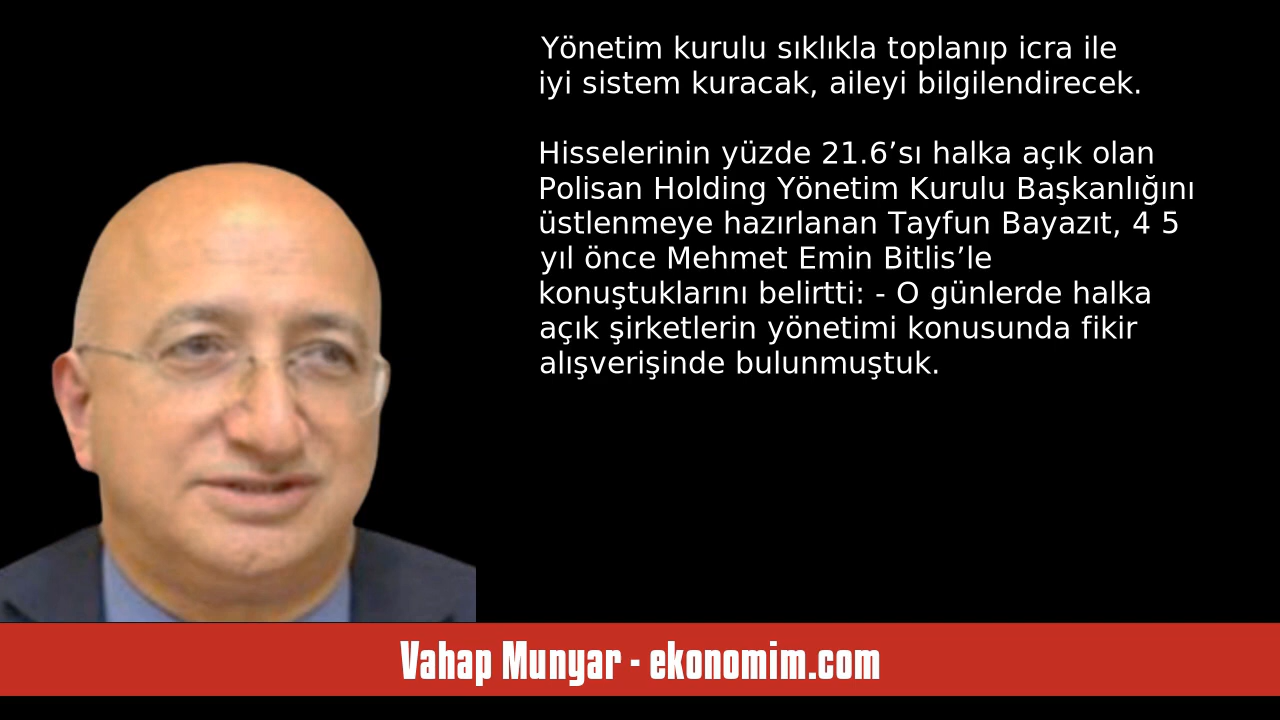 Yönetim kurulu sıklıkla toplanıp icra ile
iyi sistem kuracak, aileyi bilgilendirecek.
Hisselerinin yüzde 21.6’sı halka açık olan
Polisan Holding Yönetim Kurulu Başkanlığını
üstlenmeye hazırlanan Tayfun Bayazıt, 4 5
yıl önce Mehmet Emin Bitlis’le
konuştuklarını belirtti: - O günlerde halka
açık şirketlerin yönetimi konusunda fikir
alışverişinde bulunmuştuk.
Vahap Munyar - ekonomim.com